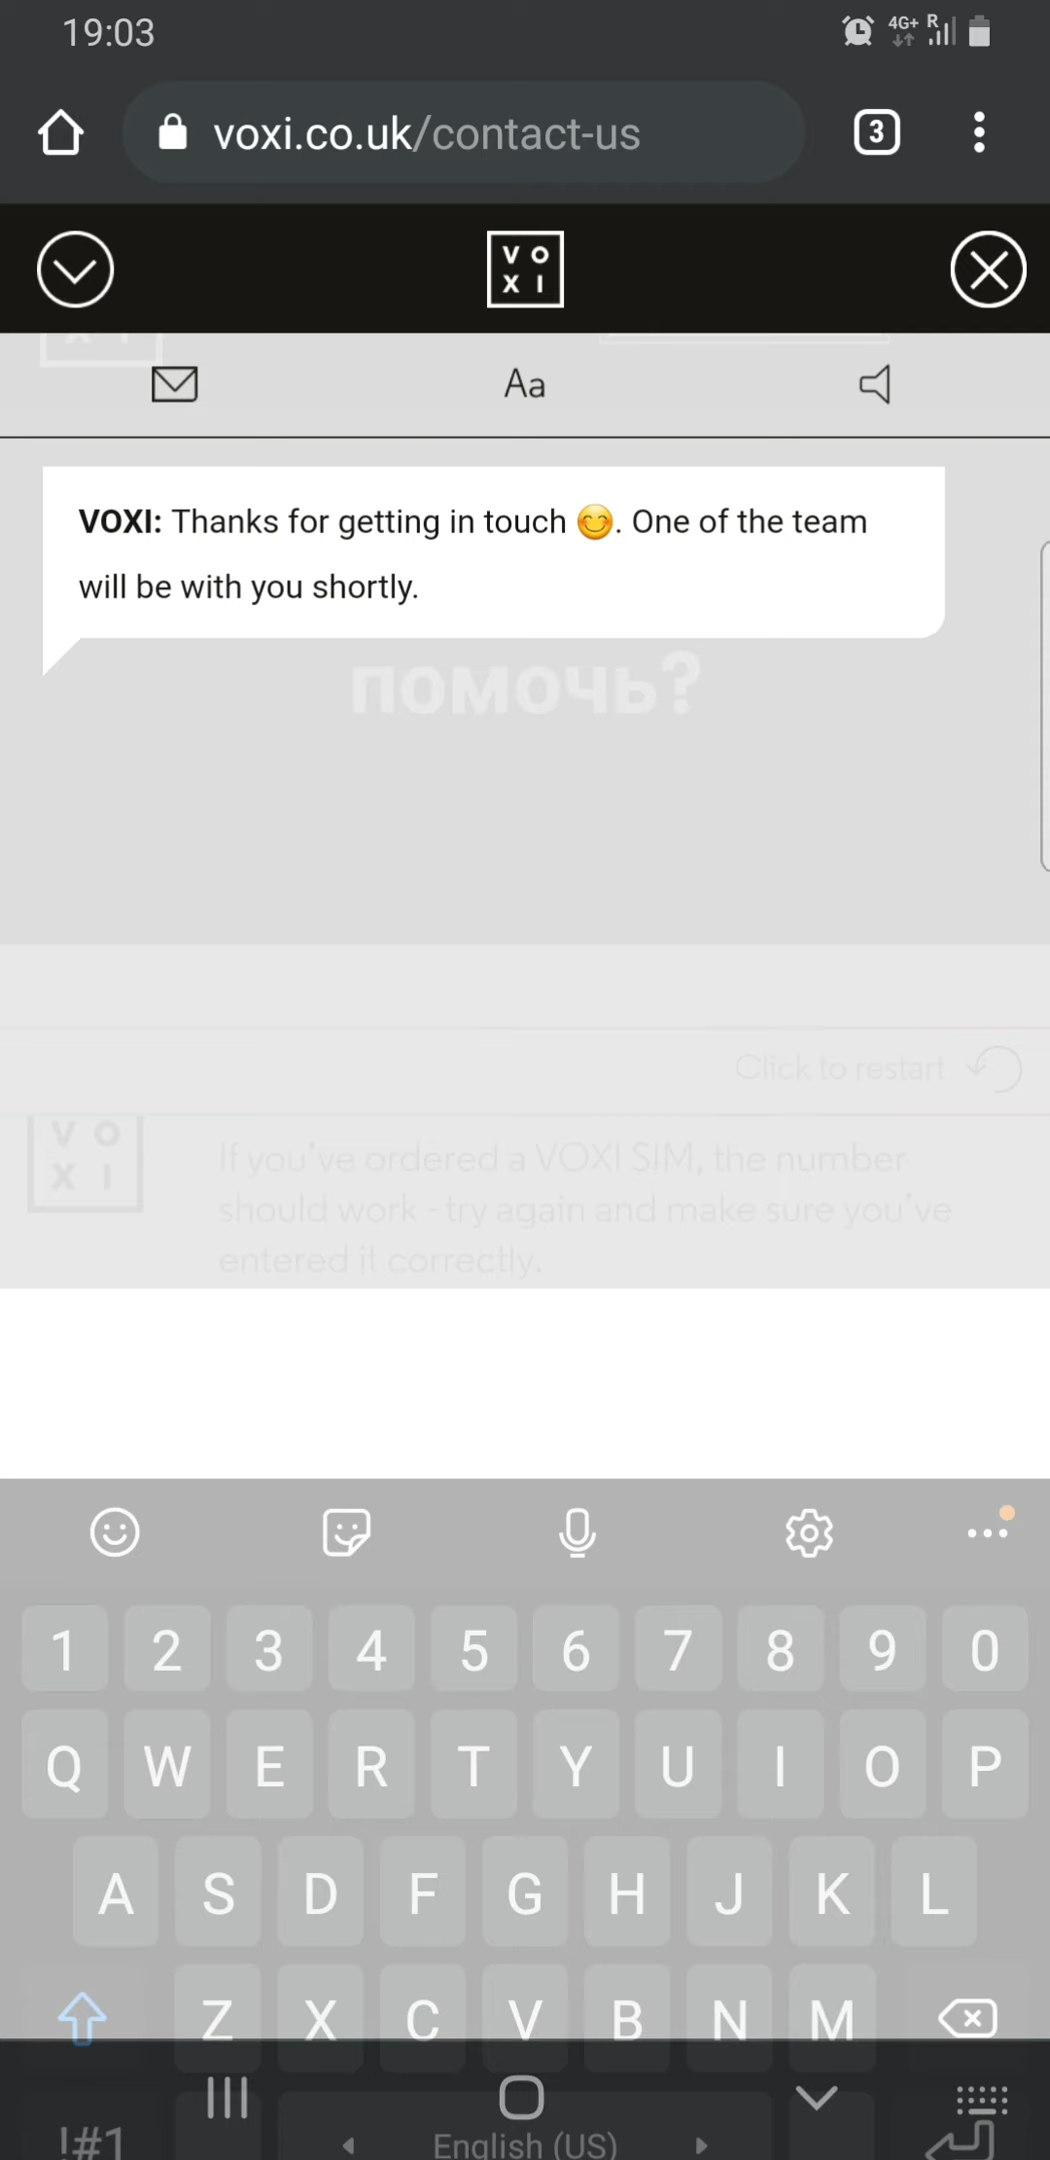 19:03
4G+ R
voxi.co.uk/contact-us
3
V O
X I
X I
Aa
VOXI: Thanks for getting in touch 😊. One of the team
will be with you shortly.
помочь?
Click to restart
V O
X I
If you've ordered a VOXI SIM, the number
should work - try again and make sure you've
entered it correctly.
1 2 3 4 5 6 7 8 9 0
Q W E R T Y U I O P
A S D F G H J K L
Z X C V B N M
!#1
English (US)